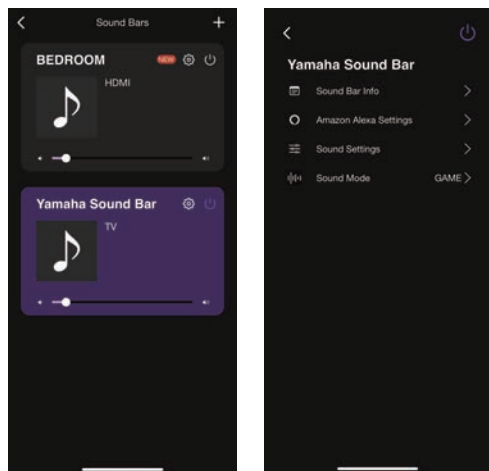 Sound Bars
BEDROOM NEW
HDMI
Yamaha Sound Bar
TV
Yamaha Sound Bar
Sound Bar Info
Amazon Alexa Settings
Sound Settings
Sound Mode GAME